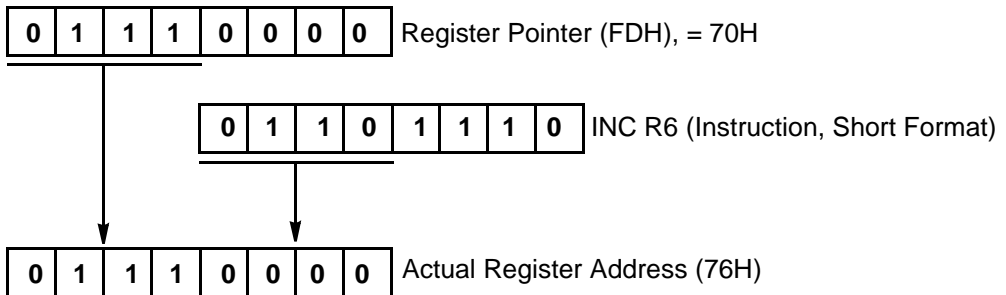 0 1 1 1 0 0 0 0 Register Pointer (FDH), = 70H
0 1 1 0 1 1 1 0 INC R6 (Instruction, Short Format)
0 1 1 1 0 0 0 0 Actual Register Address (76H)